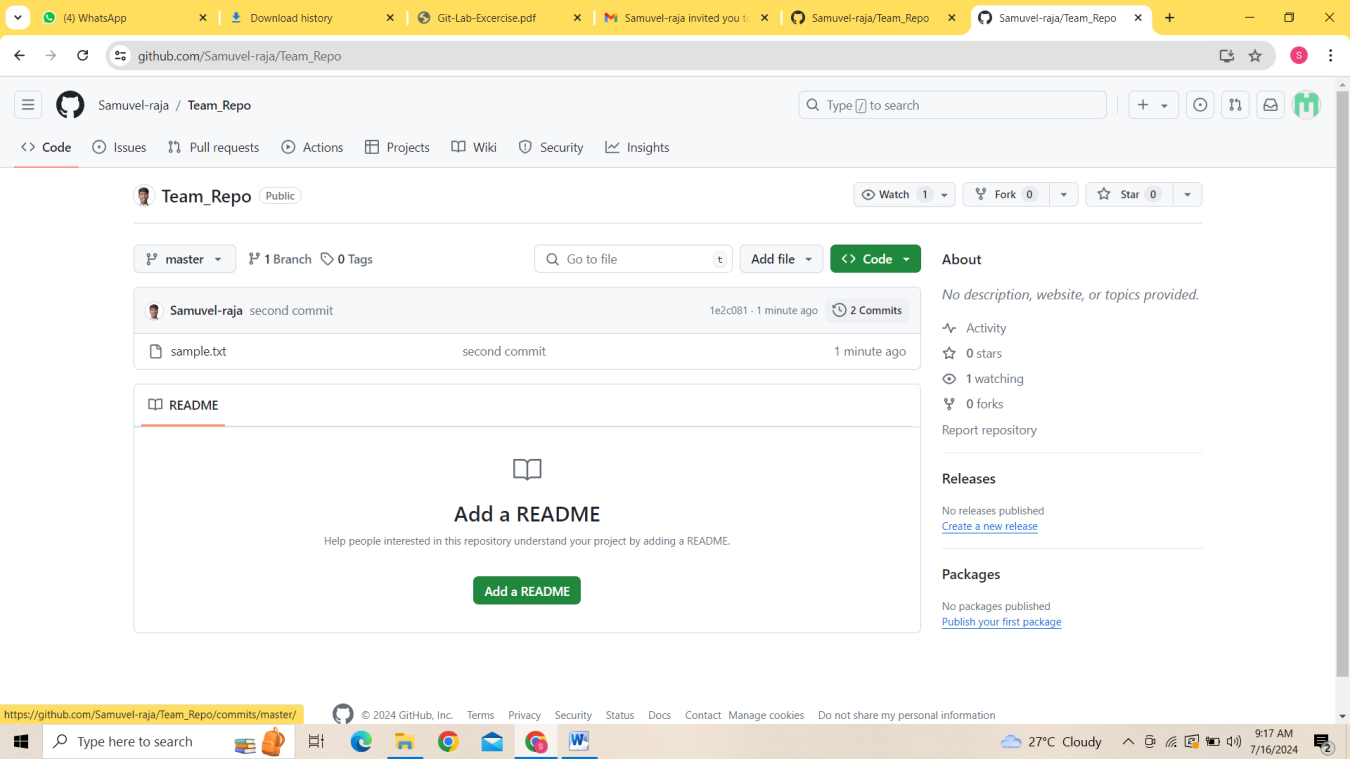 (4) WhatsApp
Download history
Git-Lab-Excercise.pdf
Samuvel-raja invited you to
Samuvel-raja/Team_Repo
Samuvel-raja/Team_Repo
github.com/Samuvel-raja/Team_Repo
S
Samuvel-raja / Team_Repo
Type / to search
Code
Issues
Pull requests
Actions
Projects
Wiki
Security
Insights
Team_Repo Public
Watch 1
Fork 0
Star 0
master
1 Branch
0 Tags
Go to file t
Add file
Code
Samuvel-raja second commit
1e2c081 · 1 minute ago
2 Commits
sample.txt second commit 1 minute ago
README
Add a README
Help people interested in this repository understand your project by adding a README.
Add a README
About
No description, website, or topics provided.
Activity
0 stars
1 watching
0 forks
Report repository
Releases
No releases published
Create a new release
Packages
No packages published
Publish your first package
https://github.com/Samuvel-raja/Team_Repo/commits/master/
© 2024 GitHub, Inc. Terms Privacy Security Status Docs Contact Manage cookies Do not share my personal information
Type here to search
S
W
27°C Cloudy
9:17 AM
7/16/2024
2